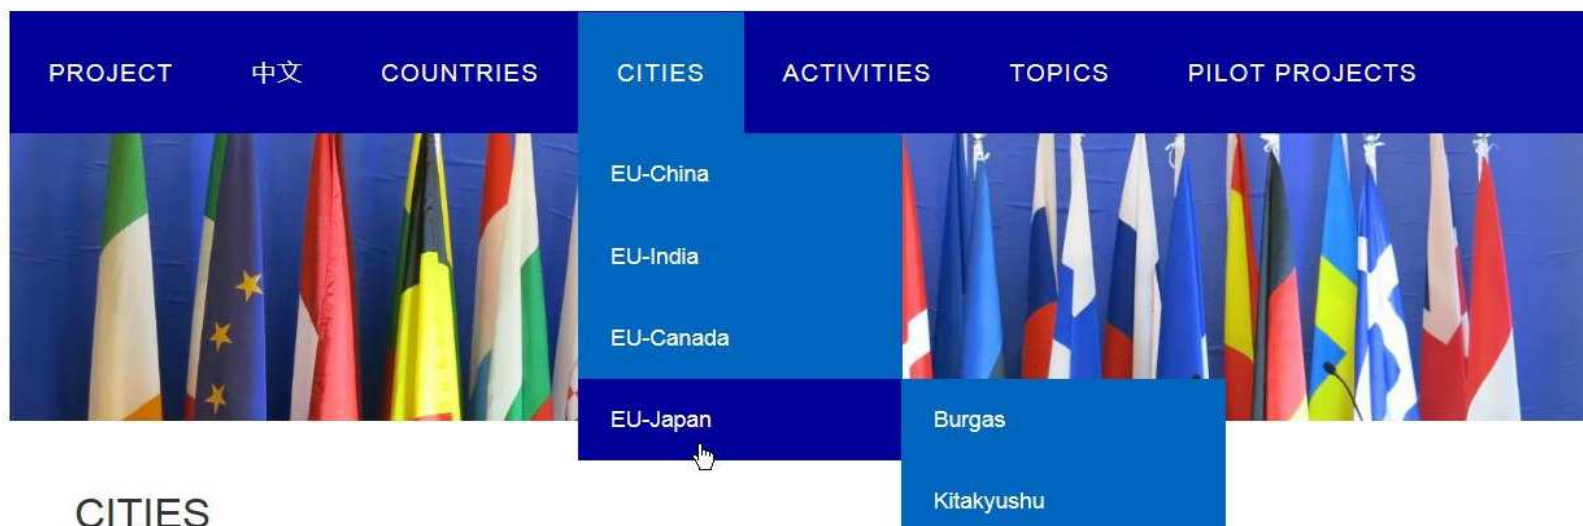 PROJECT 中文 COUNTRIES CITIES ACTIVITIES TOPICS PILOT PROJECTS
EU-China
EU-India
EU-Canada
EU-Japan Burgas
Kitakyushu
CITIES